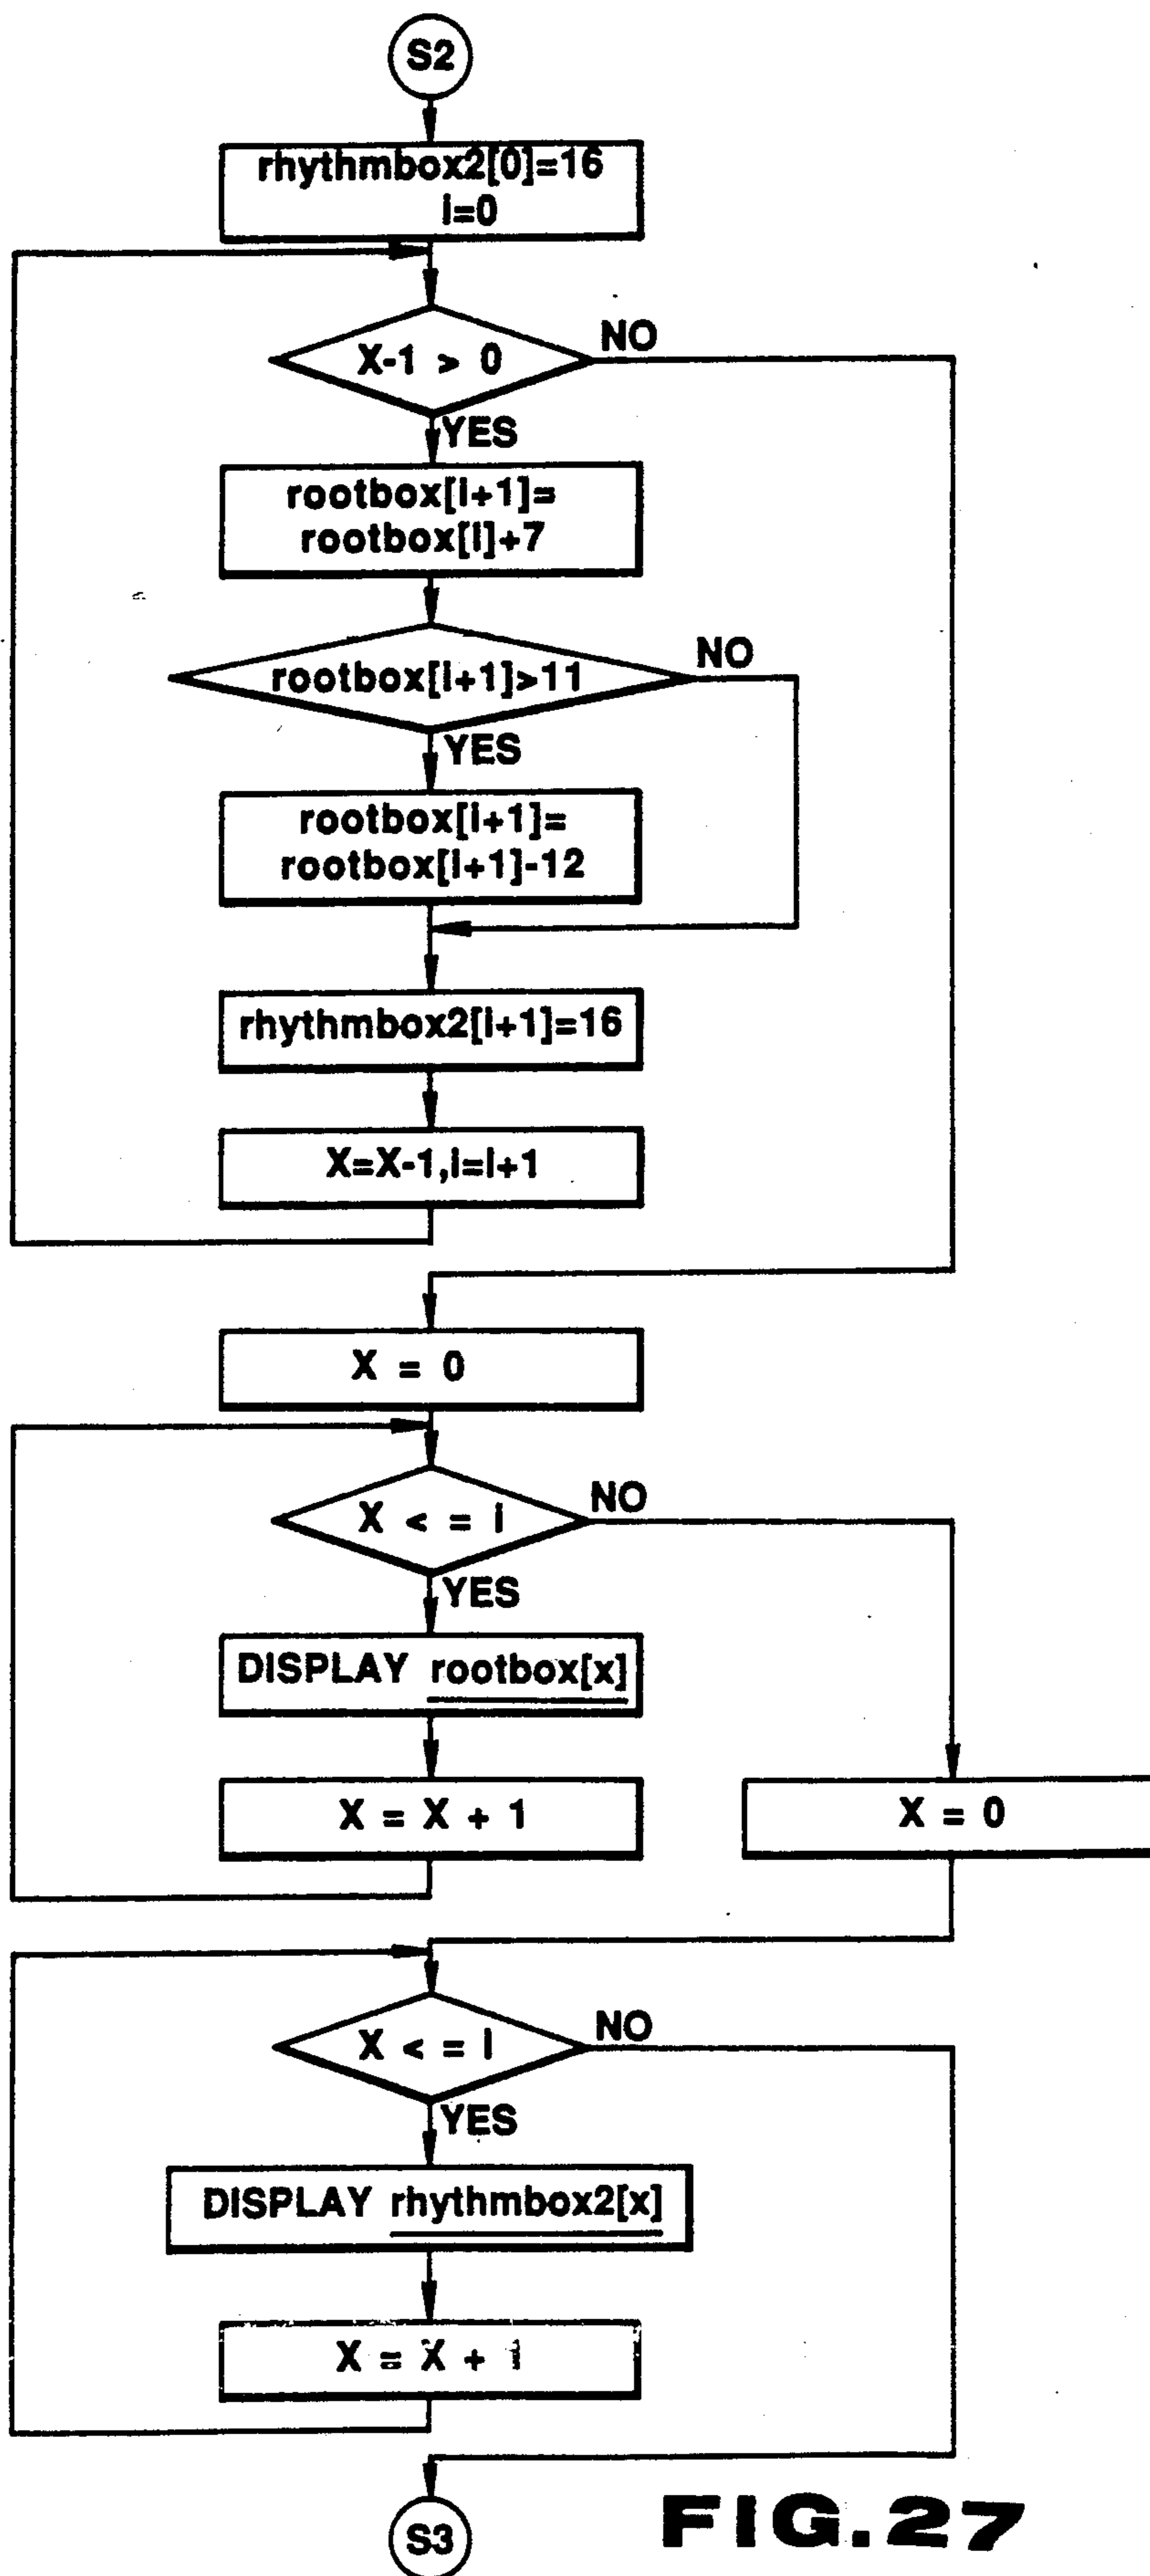 S2
rhythmbox2[0]=16
i=0
X-1 > 0
NO
YES
rootbox[i+1]=
rootbox[i]+7
rootbox[i+1]>11
NO
YES
rootbox[i+1]=
rootbox[i+1]-12
rhythmbox2[i+1]=16
X=X-1,i=i+1
X = 0
X < = i
NO
YES
DISPLAY rootbox[x]
X = X + 1
X = 0
X < = i
NO
YES
DISPLAY rhythmbox2[x]
X = X +
S3
FIG.27